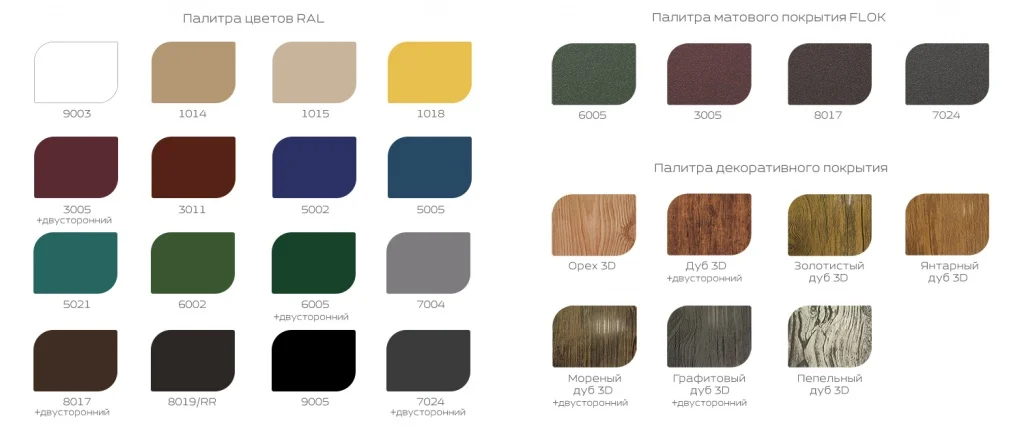 Палитра цветов RAL
9003
1014
1015
1018
3005
+двусторонний
3011
5002
5005
5021
6002
6005
+двусторонний
7004
8017
+двусторонний
8019/RR
9005
7024
+двусторонний
Палитра матового покрытия FLOK
6005
3005
8017
7024
Палитра декоративного покрытия
Орех 3D
Дуб 3D
+двусторонний
Золотистый
дуб 3D
Янтарный
дуб 3D
Мореный
дуб 3D
+двусторонний
Графитовый
дуб 3D
+двусторонний
Пепельный
дуб 3D